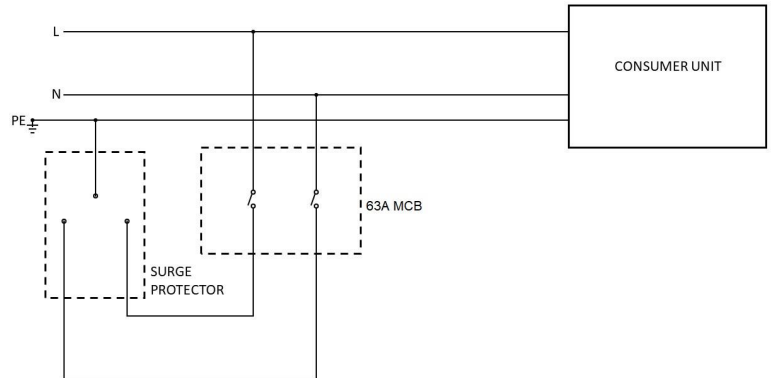 L
CONSUMER UNIT
N
PE
63A MCB
SURGE
PROTECTOR